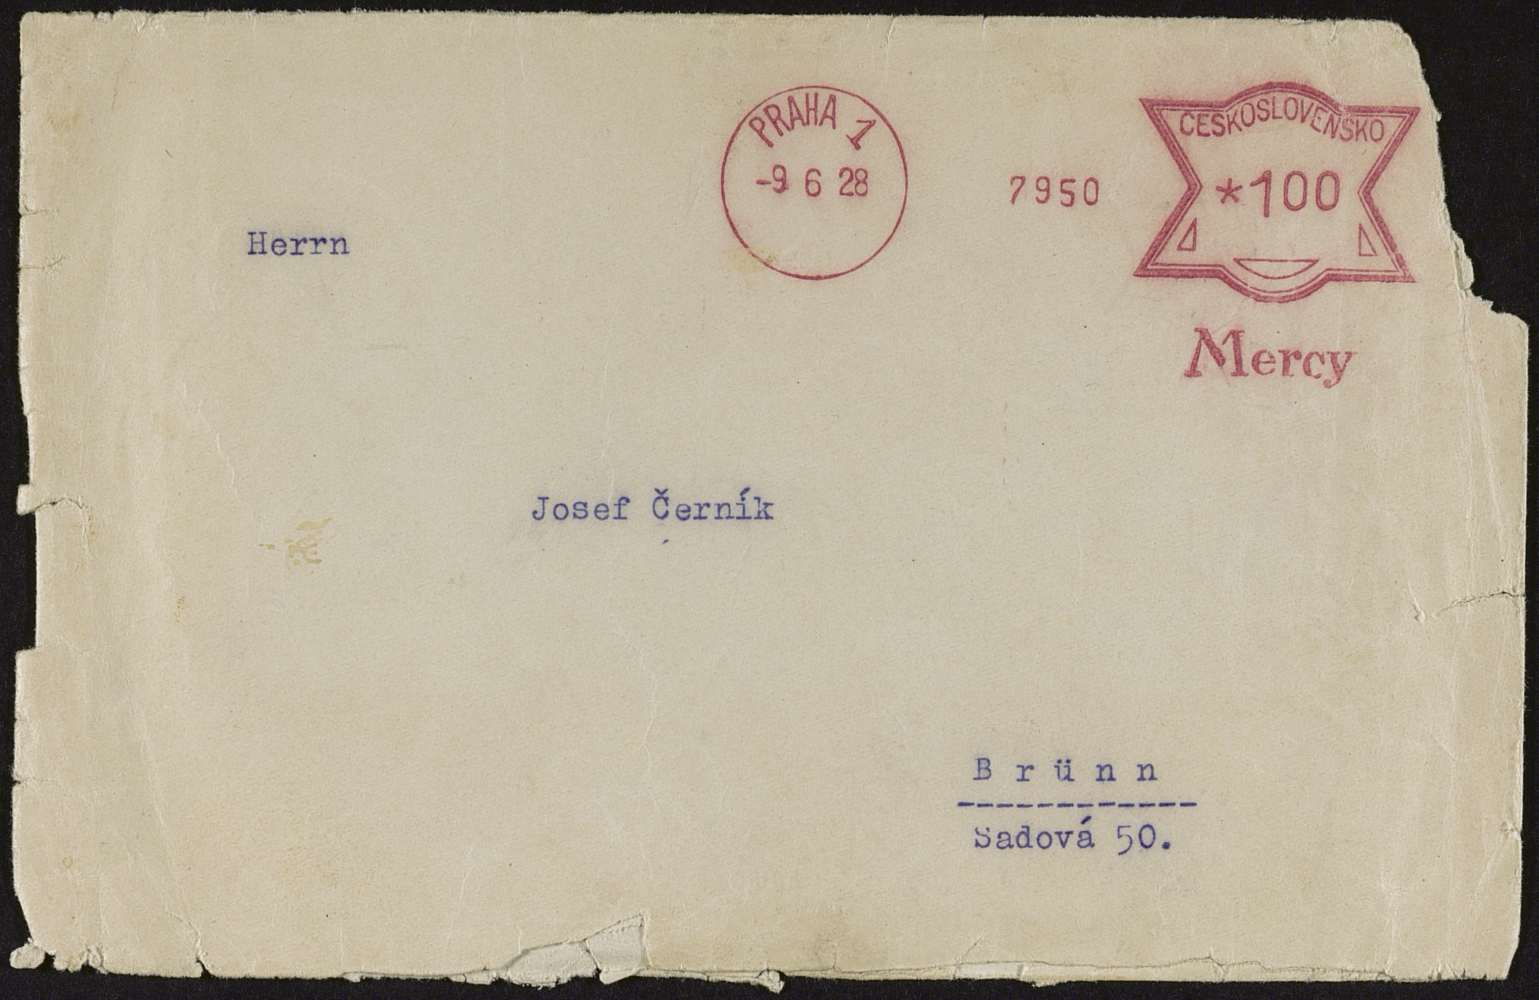 PRAHA 1
-9 6 28
7950
ČESKOSLOVENSKO
*100
Mercy
Herrn
Josef Černík
Brünn
------------
Sadová 50.